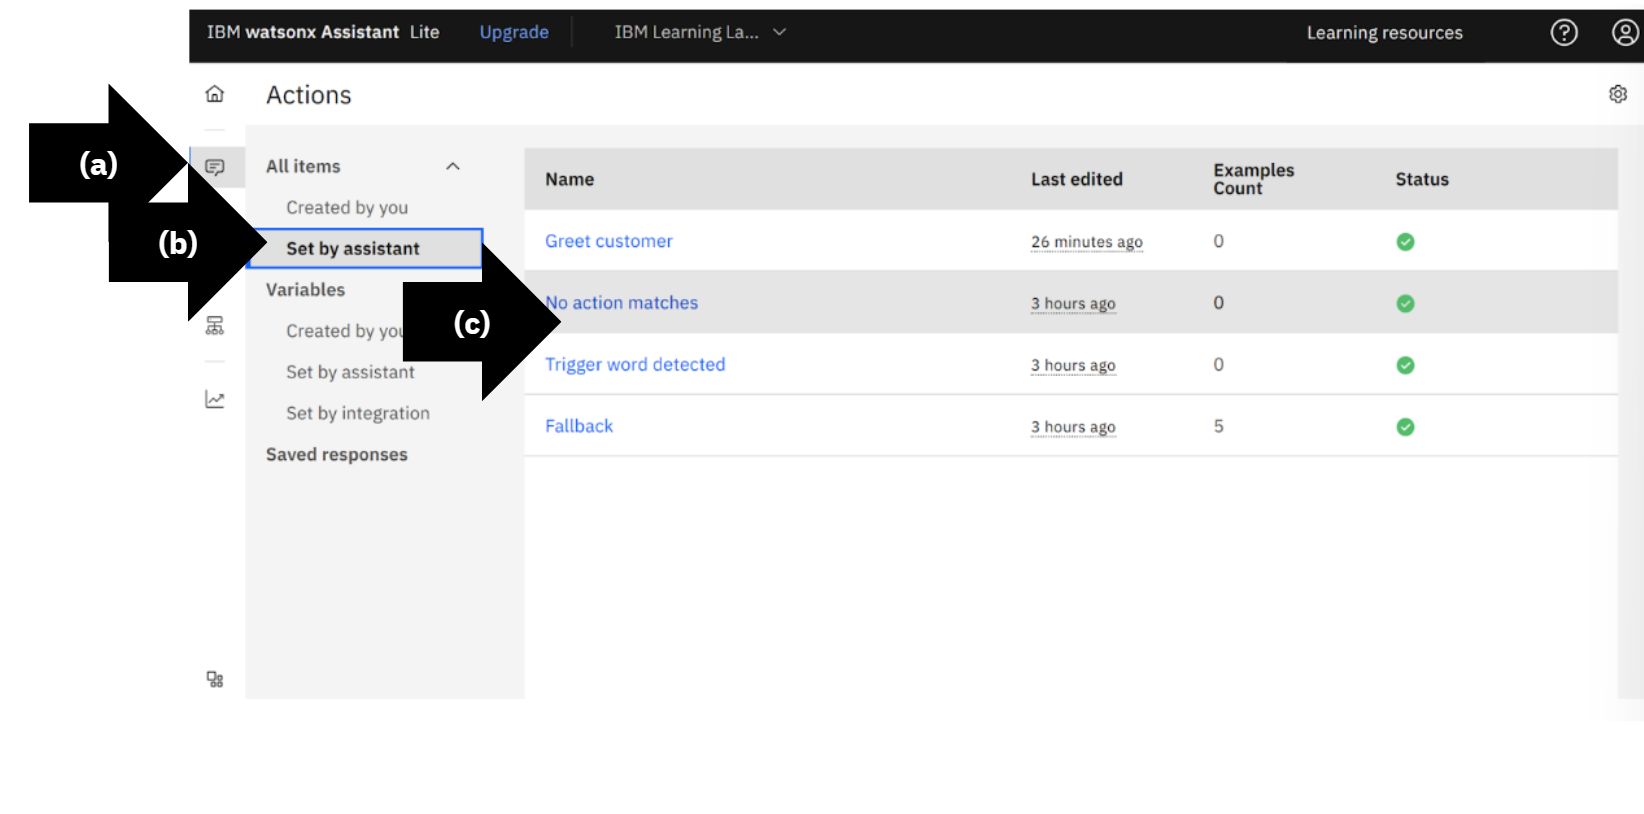 IBM watsonx Assistant Lite Upgrade IBM Learning La... Learning resources
Actions
(a)
All items
Created by you
(b)
Set by assistant
Variables
(c)
Created by you
Set by assistant
Set by integration
Saved responses
Name Last edited Examples Count Status
Greet customer 26 minutes ago 0
No action matches 3 hours ago 0
Trigger word detected 3 hours ago 0
Fallback 3 hours ago 5